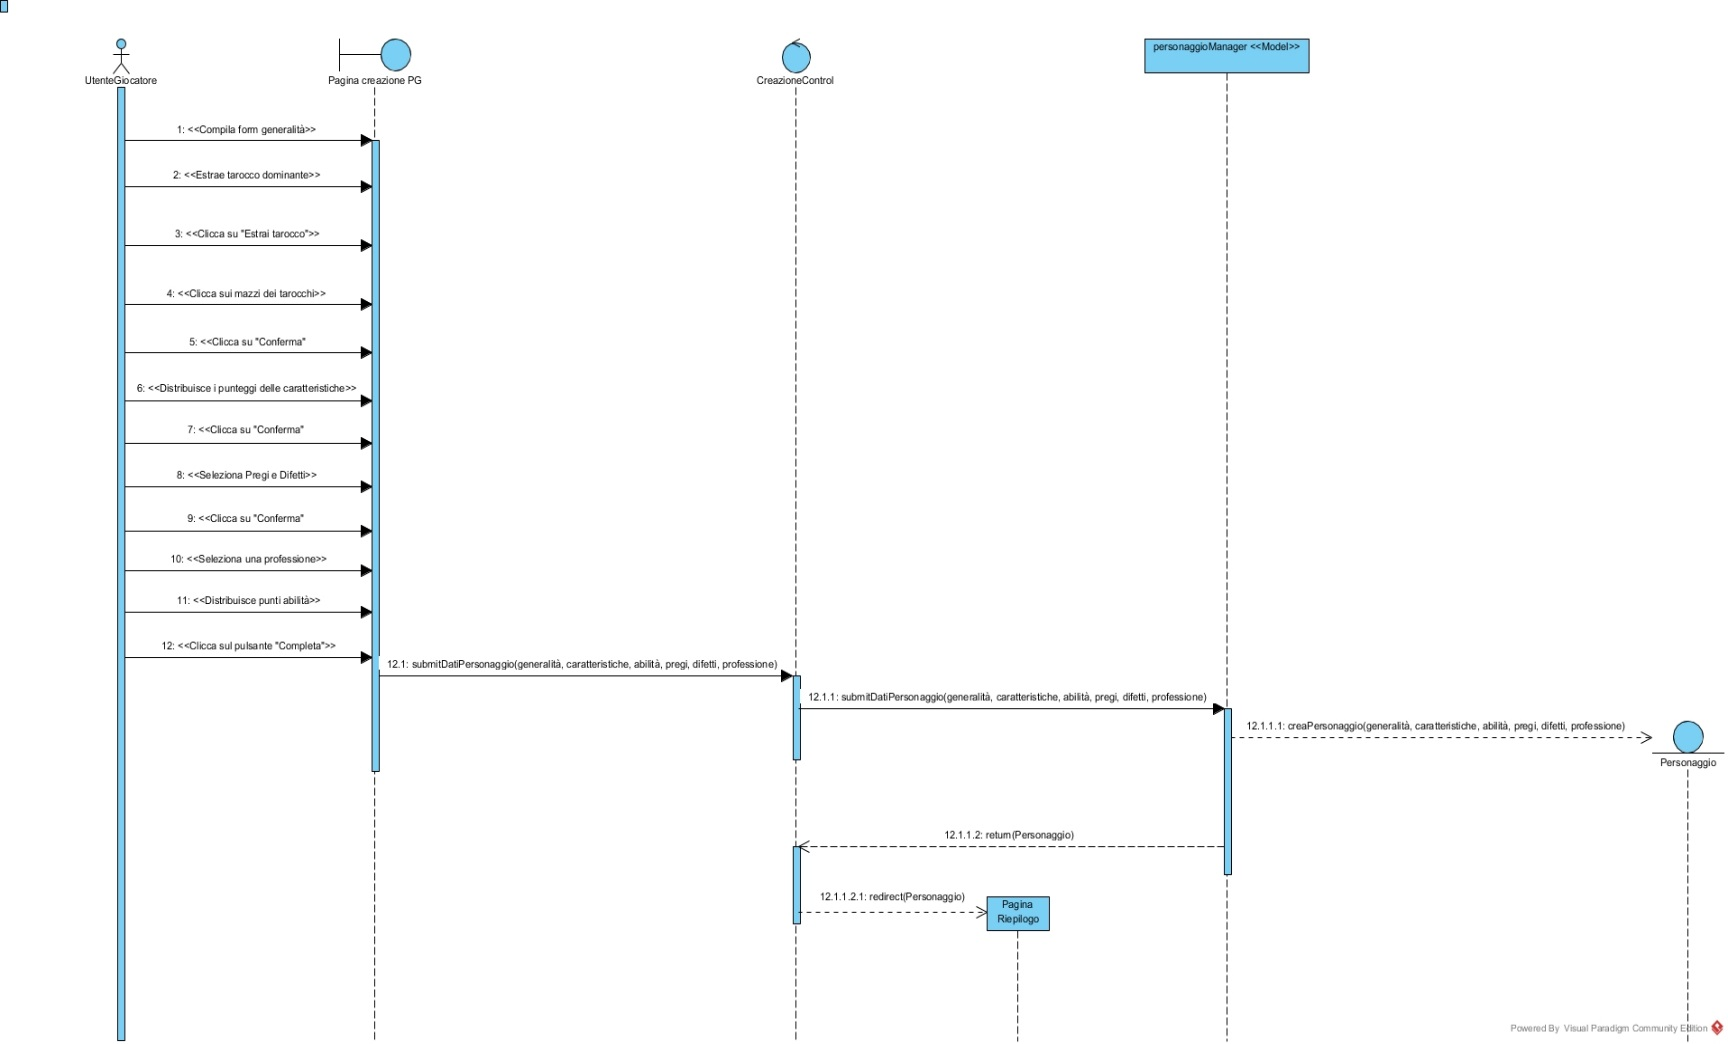 UtenteGiocatore
Pagina creazione PG
CreazioneControl
personaggioManager <<Model>>
1: <<Compila form generalità>>
2: <<Estrae tarocco dominante>>
3: <<Clicca su "Estrai tarocco">>
4: <<Clicca sui mazzi dei tarocchi>>
5: <<Clicca su "Conferma"
6: <<Distribuisce i punteggi delle caratteristiche>>
7: <<Clicca su "Conferma"
8: <<Seleziona Pregi e Difetti>>
9: <<Clicca su "Conferma"
10: <<Seleziona una professione>>
11: <<Distribuisce punti abilità>>
12: <<Clicca sul pulsante "Completa">>
12.1: submitDatiPersonaggio(generalità, caratteristiche, abilità, pregi, difetti, professione)
12.1.1: submitDatiPersonaggio(generalità, caratteristiche, abilità, pregi, difetti, professione)
12.1.1.1: creaPersonaggio(generalità, caratteristiche, abilità, pregi, difetti, professione)
Personaggio
12.1.1.2: return(Personaggio)
12.1.1.2.1: redirect(Personaggio)
Pagina
Riepilogo
Powered By Visual Paradigm Community Edition